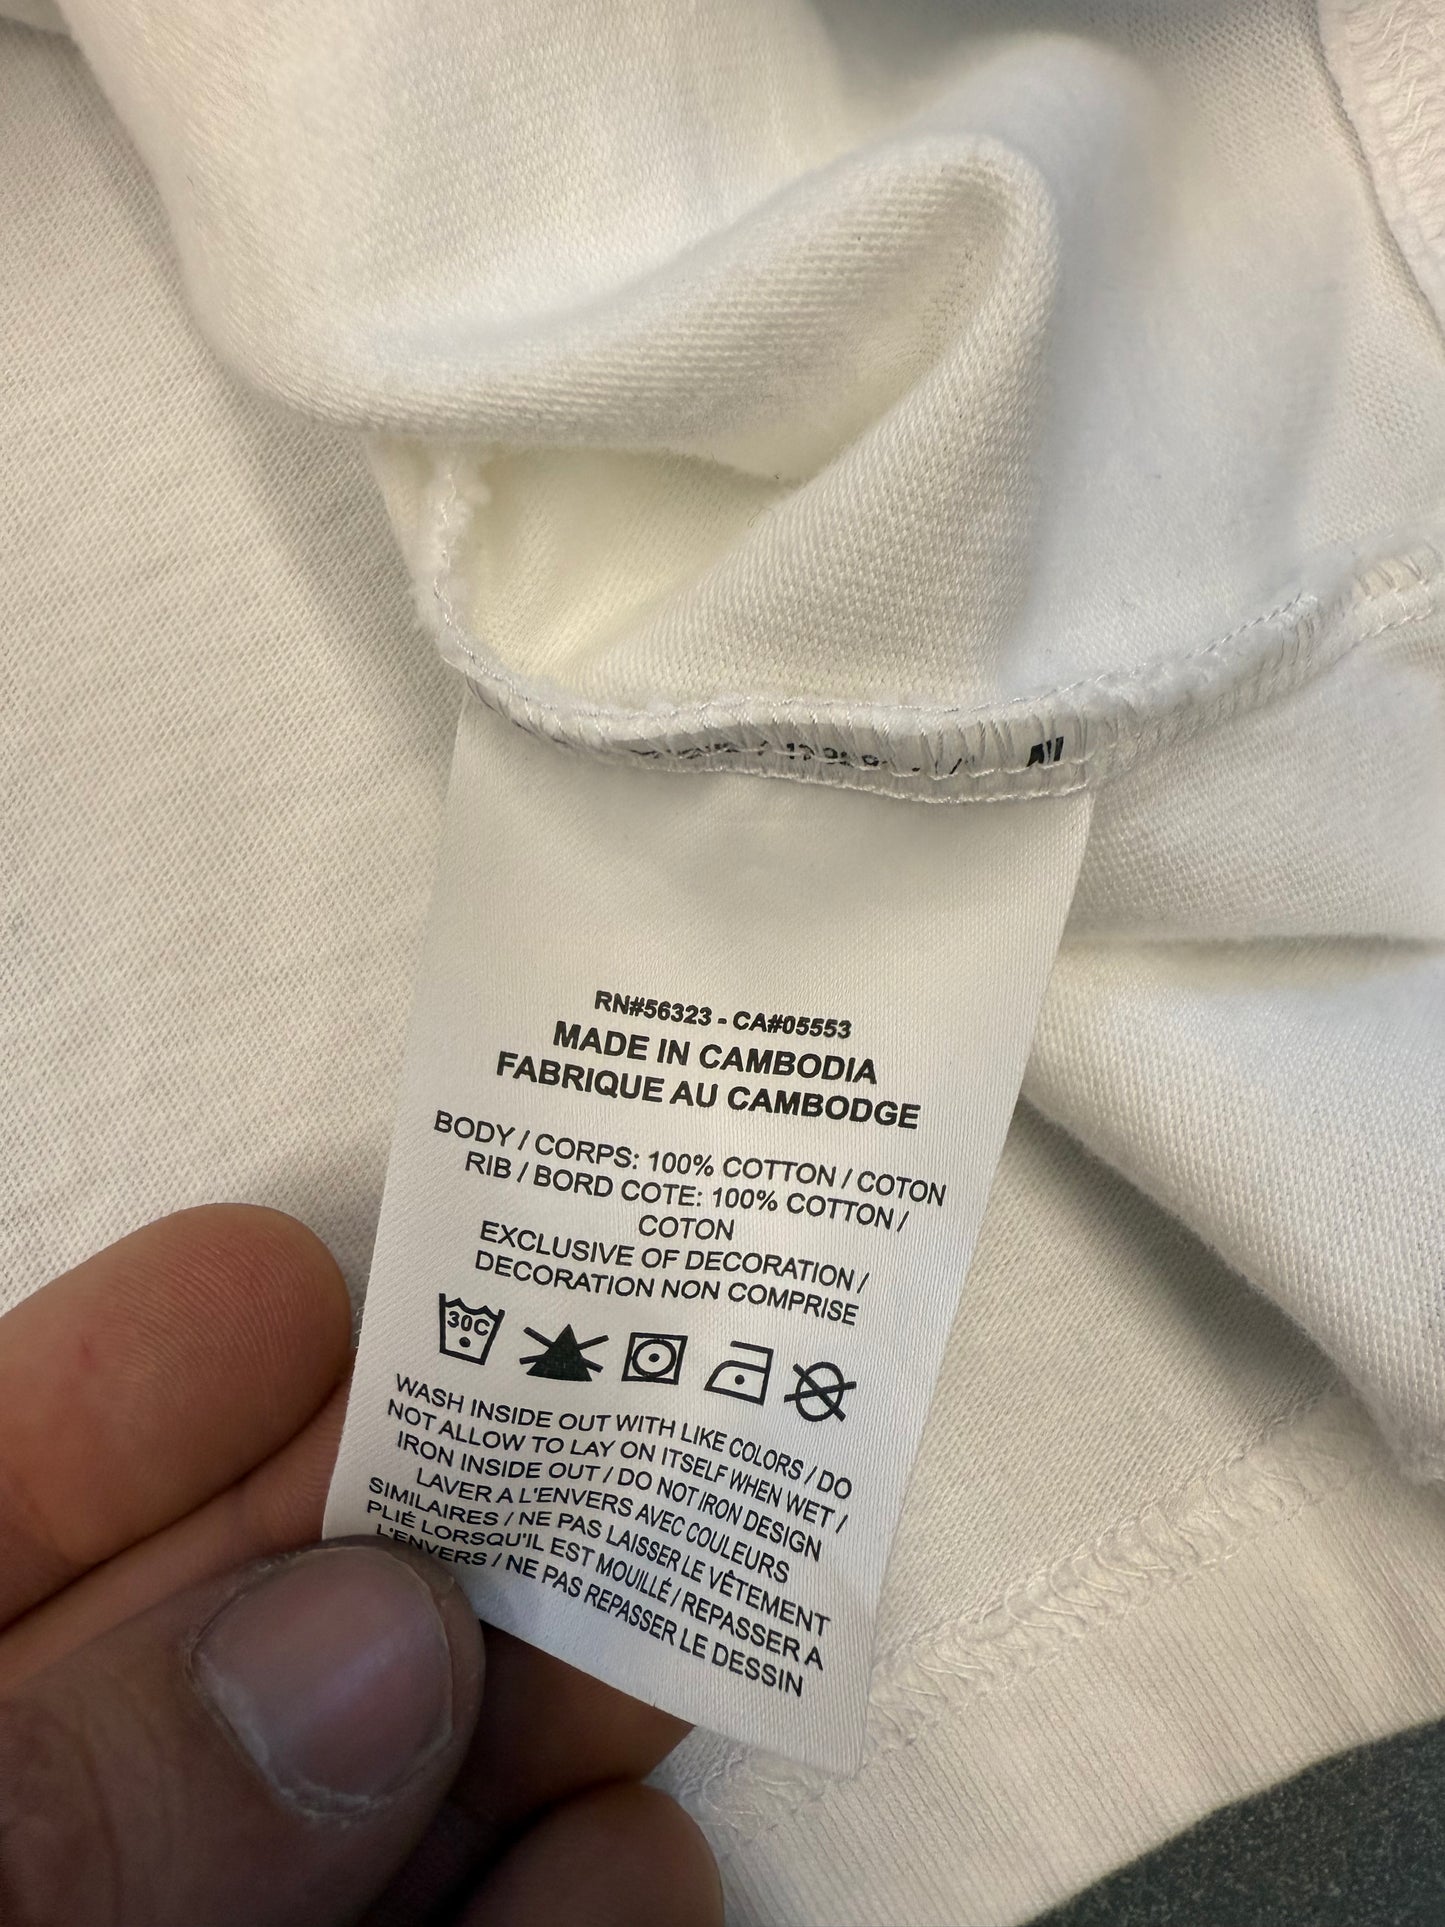 RN#56323 - CA#05553
MADE IN CAMBODIA
FABRIQUE AU CAMBODGE
BODY / CORPS: 100% COTTON / COTON
RIB / BORD COTE: 100% COTTON /
COTON
EXCLUSIVE OF DECORATION /
DECORATION NON COMPRISE
30C
WASH INSIDE OUT WITH LIKE COLORS / DO
NOT ALLOW TO LAY ON ITSELF WHEN WET /
IRON INSIDE OUT / DO NOT IRON DESIGN
LAVER A L'ENVERS AVEC COULEURS
SIMILAIRES / NE PAS LAISSER LE VÊTEMENT
PLIÉ LORSQU'IL EST MOUILLÉ / REPASSER A
L'ENVERS / NE PAS REPASSER LE DESSIN